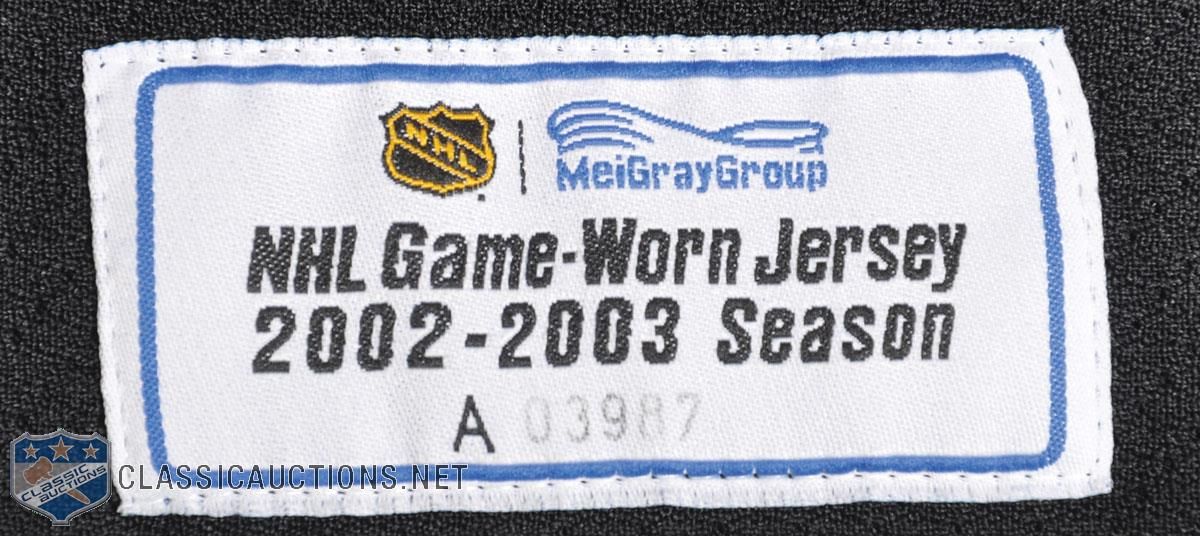 NHL
MeiGrayGroup
NHL Game-Worn Jersey
2002-2003 Season
A 03987
CLASSIC AUCTIONS
CLASSICAUCTIONS.NET